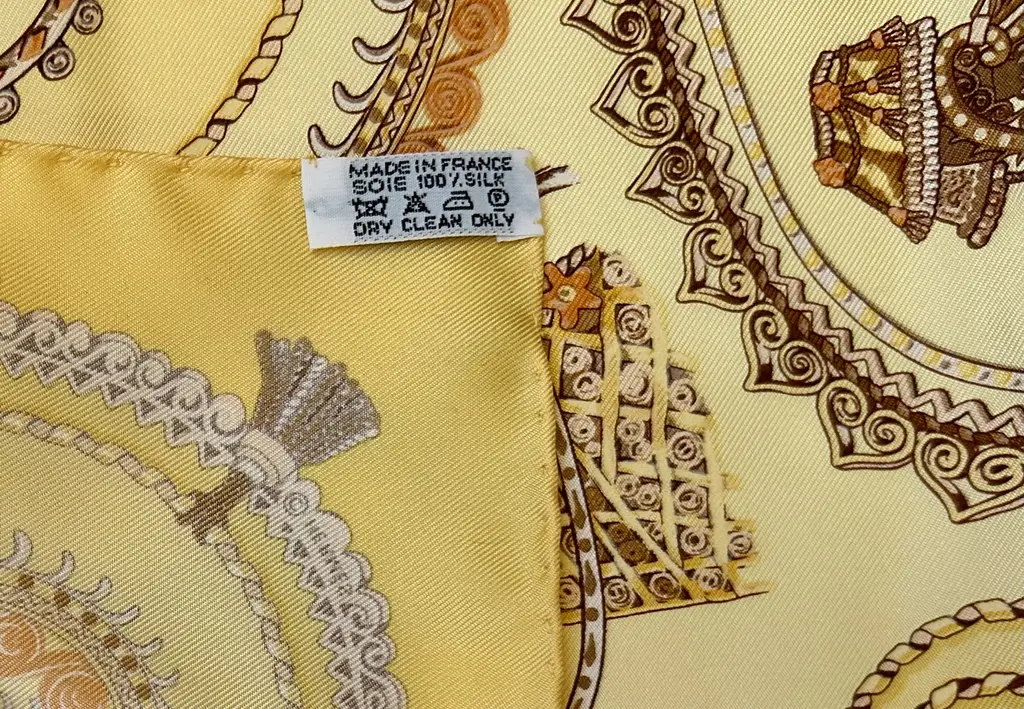 MADE IN FRANCE
SOIE 100% SILK
DRY CLEAN ONLY